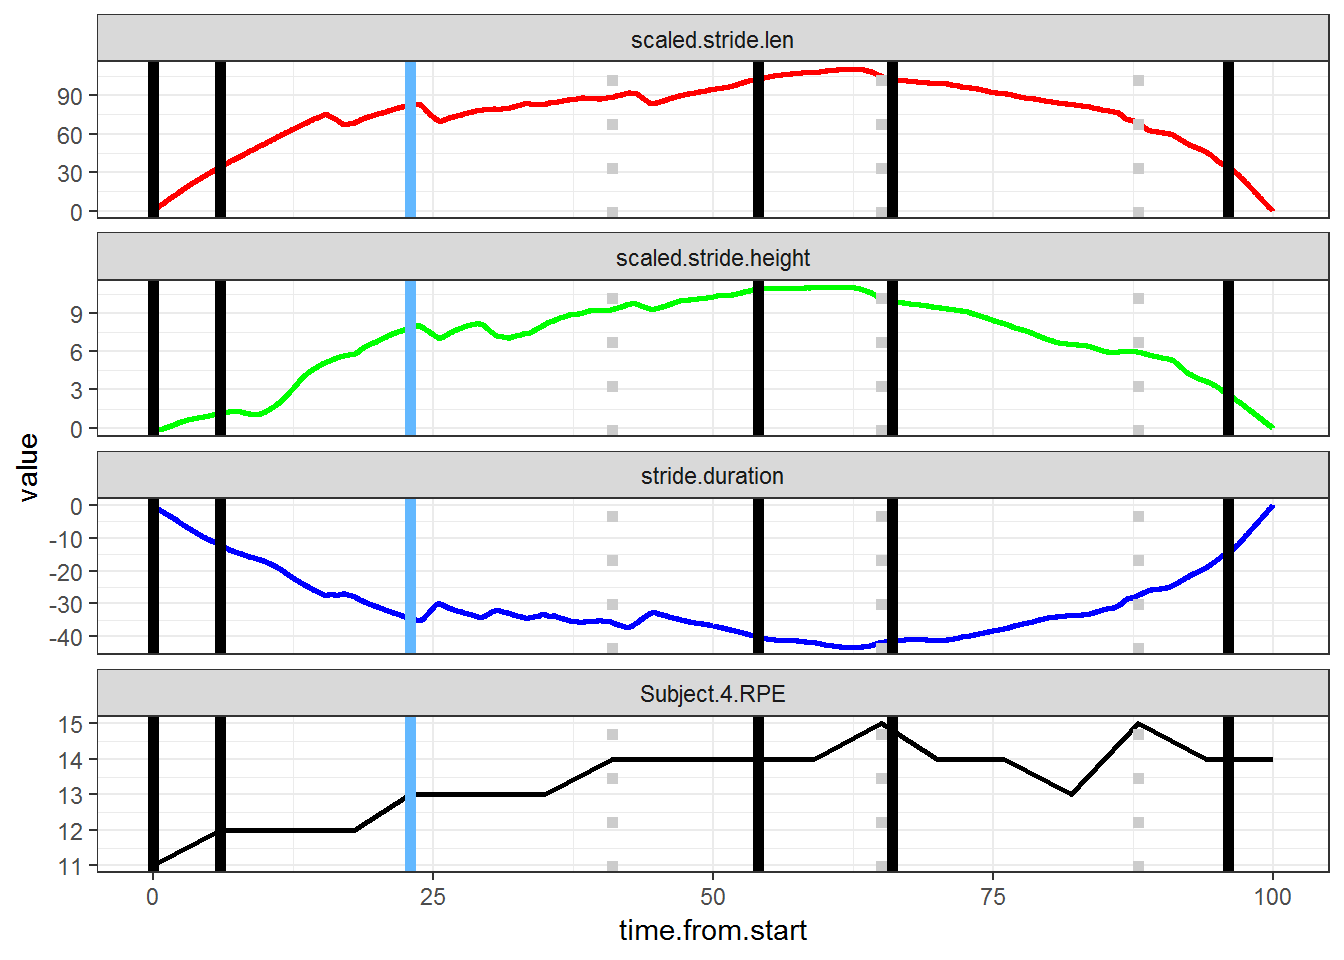 scaled.stride.len
90
60
30
0
scaled.stride.height
9
6
3
0
value
stride.duration
0
-10
-20
-30
-40
Subject.4.RPE
15
14
13
12
11
0 25 50 75 100
time.from.start